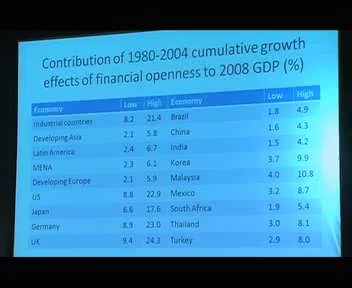 Contribution of 1980-2004 cumulative growth
effects of financial openness to 2008 GDP (%)
Economy Low High Economy Low High
Industrial countries 8.2 21.4 Brazil 1.8 4.9
Developing Asia 2.1 5.8 China 1.6 4.3
Latin America 2.4 6.7 India 1.5 4.2
MENA 2.3 6.1 Korea 3.7 9.9
Developing Europe 2.1 5.9 Malaysia 4.0 10.8
US 8.8 22.9 Mexico 3.2 8.7
Japan 6.6 17.6 South Africa 1.9 5.4
Germany 8.9 23.0 Thailand 3.0 8.1
UK 9.4 24.3 Turkey 2.9 8.0